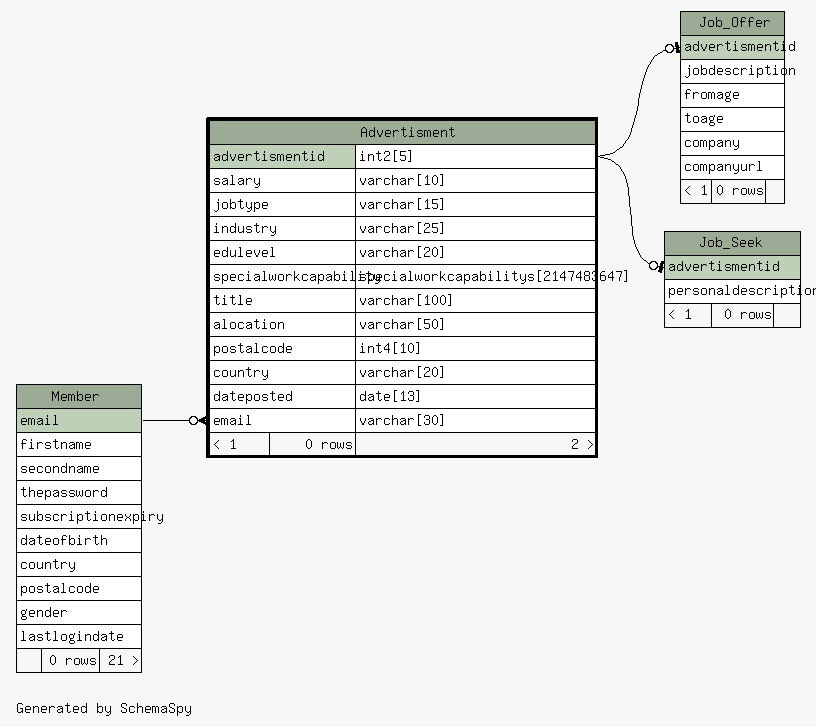 Job_Offer
advertismentid
jobdescription
fromage
toage
company
companyurl
< 1 0 rows
Advertisment
advertismentid int2[5]
salary varchar[10]
jobtype varchar[15]
industry varchar[25]
edulevel varchar[20]
specialworkcapability specialworkcapabilitys[2147483647]
title varchar[100]
alocation varchar[50]
postalcode int4[10]
country varchar[20]
dateposted date[13]
email varchar[30]
< 1 0 rows 2 >
Job_Seek
advertismentid
personaldescription
< 1 0 rows
Member
email
firstname
secondname
thepassword
subscriptionexpiry
dateofbirth
country
postalcode
gender
lastlogindate
0 rows 21 >
Generated by SchemaSpy